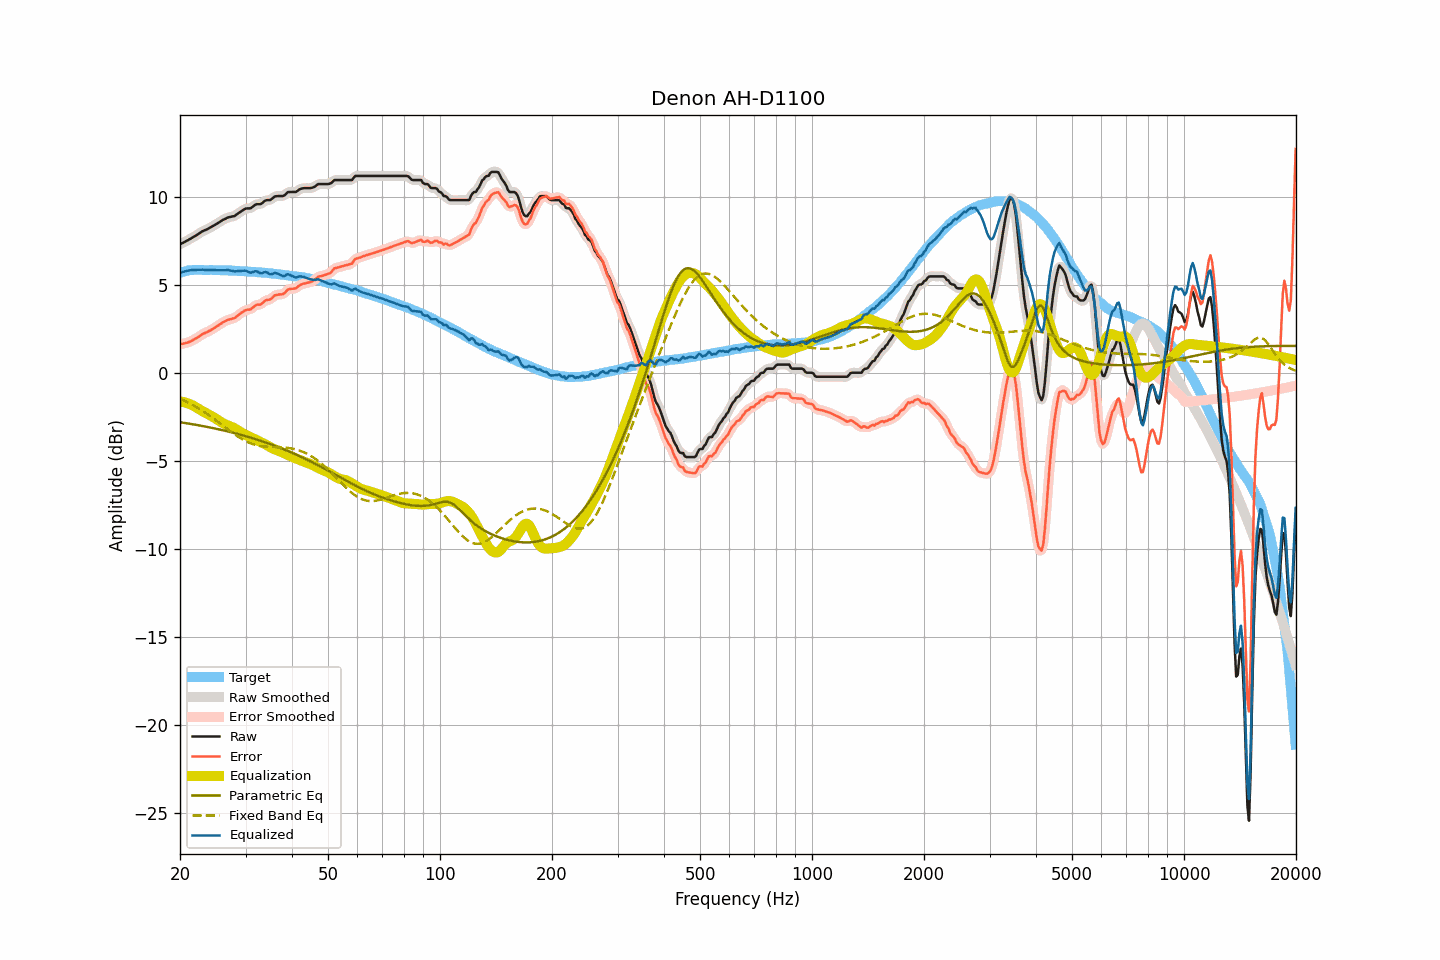 Denon AH-D1100
Amplitude (dBr)
10
5
0
−5
−10
−15
−20
−25
Target
Raw Smoothed
Error Smoothed
Raw
Error
Equalization
Parametric Eq
Fixed Band Eq
Equalized
20 50 100 200 500 1000 2000 5000 10000 20000
Frequency (Hz)